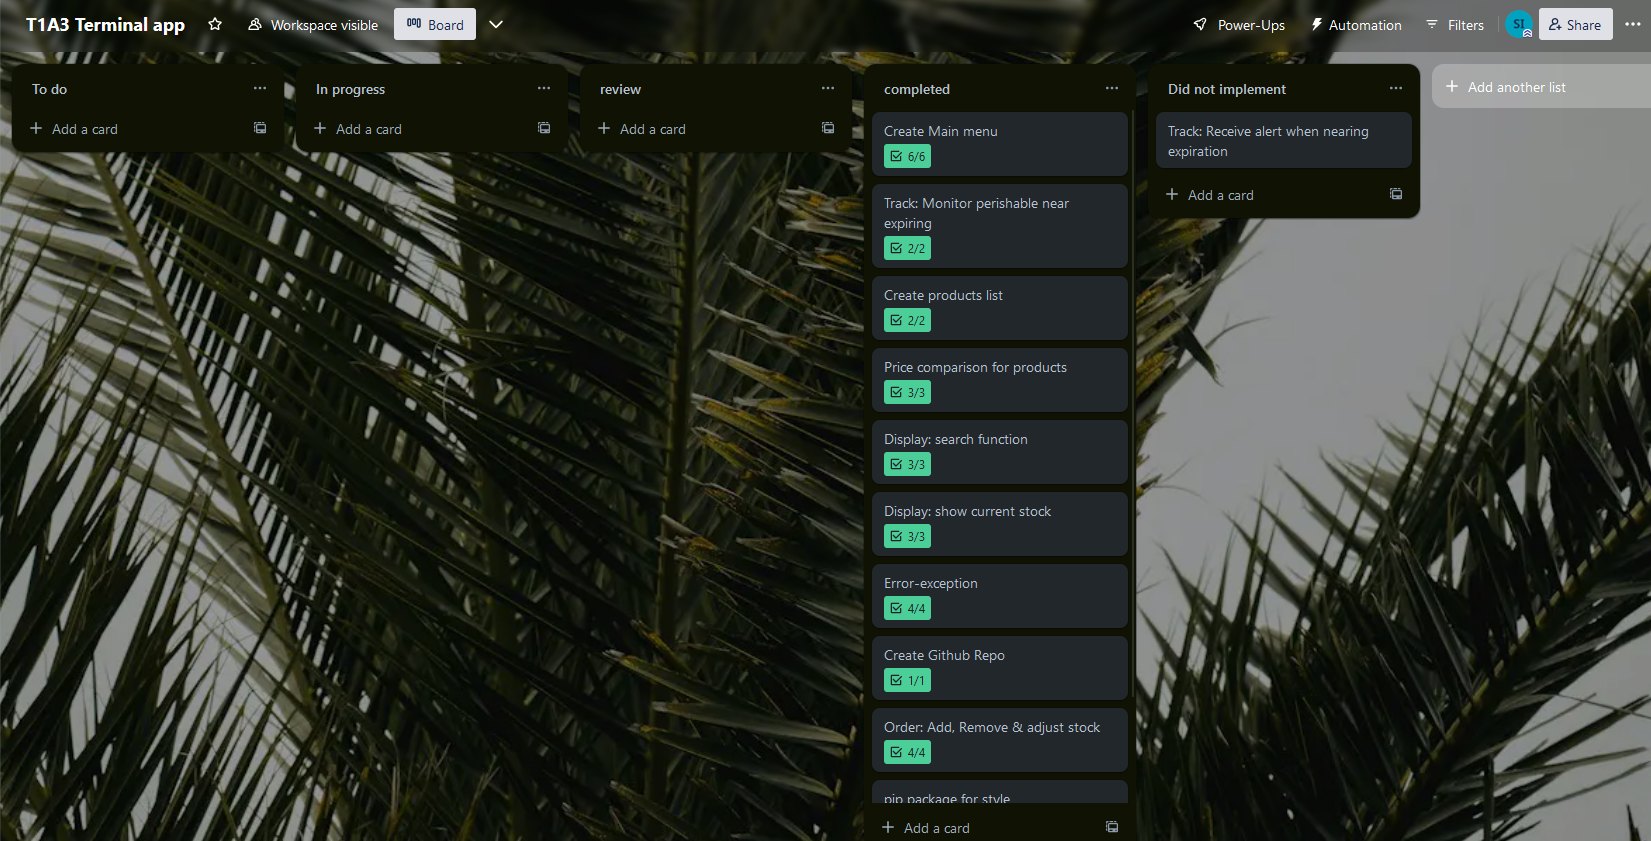 T1A3 Terminal app
Workspace visible
Board
Power-Ups
Automation
Filters
SI
Share
To do
Add a card
In progress
Add a card
review
Add a card
completed
Create Main menu
6/6
Track: Monitor perishable near
expiring
2/2
Create products list
2/2
Price comparison for products
3/3
Display: search function
3/3
Display: show current stock
3/3
Error-exception
4/4
Create Github Repo
1/1
Order: Add, Remove & adjust stock
4/4
pip package for style
Add a card
Did not implement
Track: Receive alert when nearing
expiration
Add a card
Add another list